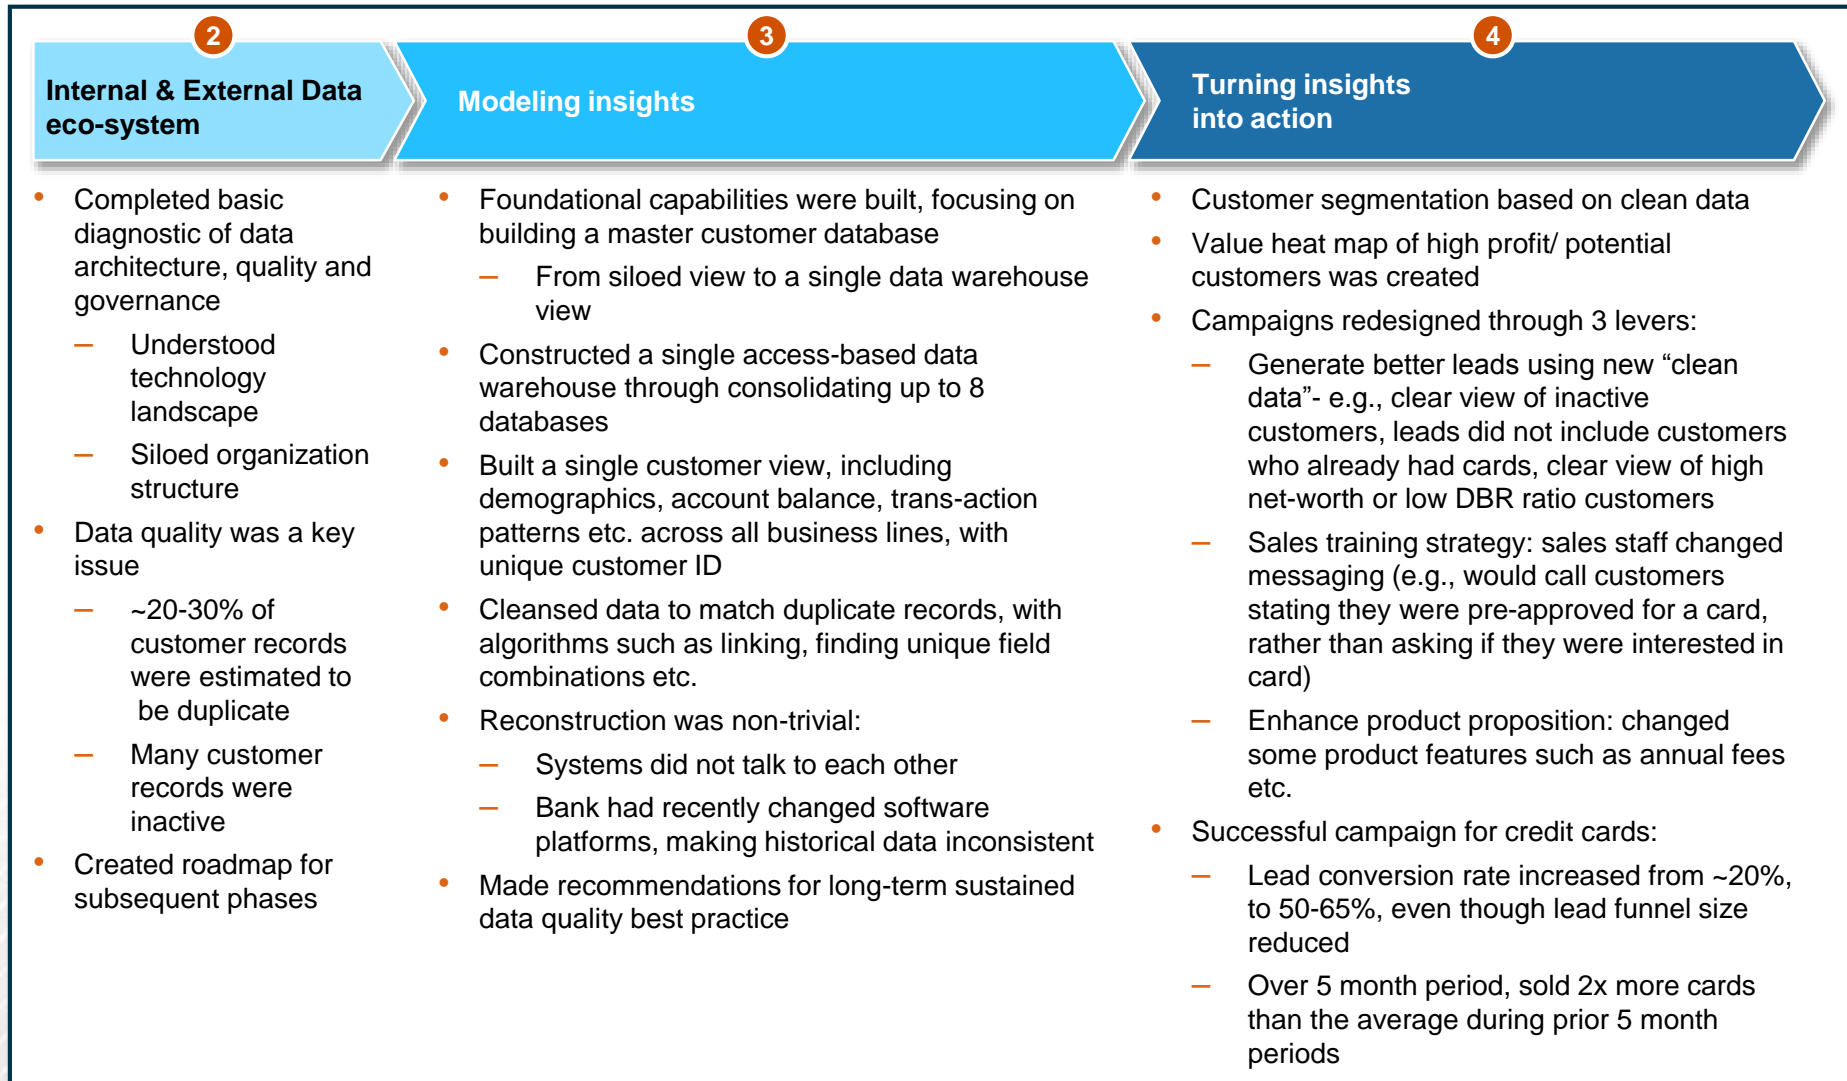 2
3
4
Internal & External Data
eco-system
Modeling insights
Turning insights
into action
• Completed basic
diagnostic of data
architecture, quality and
governance
– Understood
technology
landscape
– Siloed organization
structure
• Data quality was a key
issue
– ~20-30% of
customer records
were estimated to
be duplicate
– Many customer
records were
inactive
• Created roadmap for
subsequent phases
• Foundational capabilities were built, focusing on
building a master customer database
– From siloed view to a single data warehouse
view
• Constructed a single access-based data
warehouse through consolidating up to 8
databases
• Built a single customer view, including
demographics, account balance, trans-action
patterns etc. across all business lines, with
unique customer ID
• Cleansed data to match duplicate records, with
algorithms such as linking, finding unique field
combinations etc.
• Reconstruction was non-trivial:
– Systems did not talk to each other
– Bank had recently changed software
platforms, making historical data inconsistent
• Made recommendations for long-term sustained
data quality best practice
• Customer segmentation based on clean data
• Value heat map of high profit/ potential
customers was created
• Campaigns redesigned through 3 levers:
– Generate better leads using new “clean
data”- e.g., clear view of inactive
customers, leads did not include customers
who already had cards, clear view of high
net-worth or low DBR ratio customers
– Sales training strategy: sales staff changed
messaging (e.g., would call customers
stating they were pre-approved for a card,
rather than asking if they were interested in
card)
– Enhance product proposition: changed
some product features such as annual fees
etc.
• Successful campaign for credit cards:
– Lead conversion rate increased from ~20%,
to 50-65%, even though lead funnel size
reduced
– Over 5 month period, sold 2x more cards
than the average during prior 5 month
periods